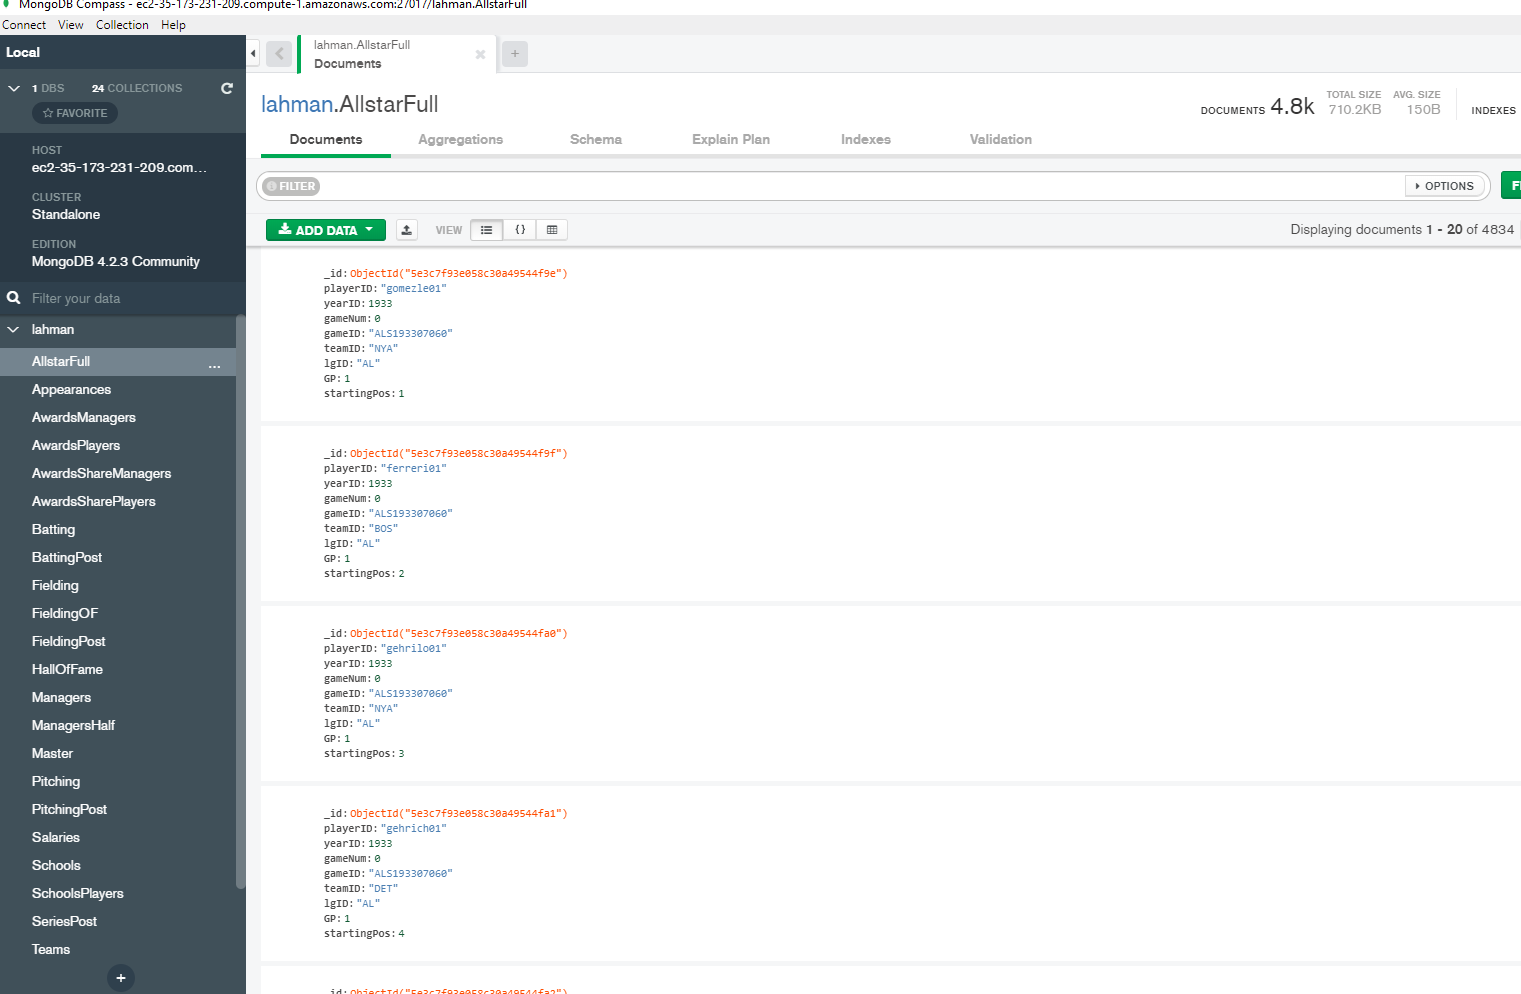 MongoDB Compass - ec2-35-173-231-209.compute-1.amazonaws.com:27017/lahman.AllstarFull
Connect View Collection Help
Local
1 DBS 24 COLLECTIONS
FAVORITE
HOST
ec2-35-173-231-209.com...
CLUSTER
Standalone
EDITION
MongoDB 4.2.3 Community
Filter your data
lahman
AllstarFull ...
Appearances
AwardsManagers
AwardsPlayers
AwardsShareManagers
AwardsSharePlayers
Batting
BattingPost
Fielding
FieldingOF
FieldingPost
HallOfFame
Managers
ManagersHalf
Master
Pitching
PitchingPost
Salaries
Schools
SchoolsPlayers
SeriesPost
Teams
+
lahman.AllstarFull
Documents
+
lahman.AllstarFull
DOCUMENTS 4.8k TOTAL SIZE 710.2KB AVG. SIZE 150B INDEXES
Documents Aggregations Schema Explain Plan Indexes Validation
FILTER OPTIONS
ADD DATA VIEW {} Displaying documents 1 - 20 of 4834
_id: ObjectId("5e3c7f93e058c30a49544f9e")
playerID: "gomezle01"
yearID: 1933
gameNum: 0
gameID: "ALS193307060"
teamID: "NYA"
lgID: "AL"
GP: 1
startingPos: 1
_id: ObjectId("5e3c7f93e058c30a49544f9f")
playerID: "ferreri01"
yearID: 1933
gameNum: 0
gameID: "ALS193307060"
teamID: "BOS"
lgID: "AL"
GP: 1
startingPos: 2
_id: ObjectId("5e3c7f93e058c30a49544fa0")
playerID: "gehrilo01"
yearID: 1933
gameNum: 0
gameID: "ALS193307060"
teamID: "NYA"
lgID: "AL"
GP: 1
startingPos: 3
_id: ObjectId("5e3c7f93e058c30a49544fa1")
playerID: "gehrich01"
yearID: 1933
gameNum: 0
gameID: "ALS193307060"
teamID: "DET"
lgID: "AL"
GP: 1
startingPos: 4
_id: ObjectId("5e3c7f93e058c30a49544fa2")